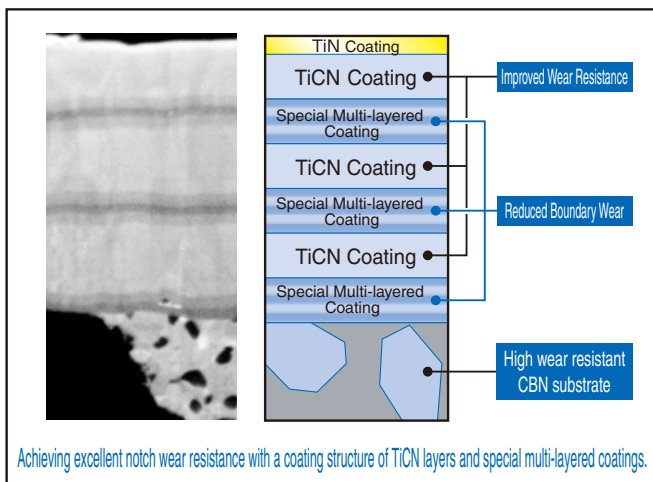 TiN Coating
TiCN Coating
Improved Wear Resistance
Special Multi-layered
Coating
TiCN Coating
Special Multi-layered
Coating
Reduced Boundary Wear
TiCN Coating
Special Multi-layered
Coating
High wear resistant
CBN substrate
Achieving excellent notch wear resistance with a coating structure of TiCN layers and special multi-layered coatings.